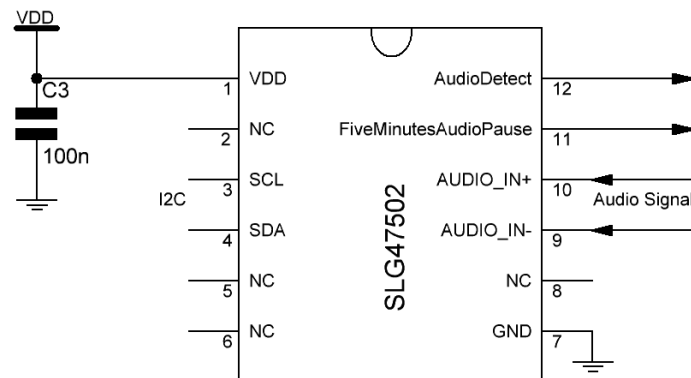 VDD
C3
100n
1 VDD
2 NC
I2C
3 SCL
4 SDA
5 NC
6 NC
SLG47502
AudioDetect 12
FiveMinutesAudioPause 11
AUDIO_IN+ 10
Audio Signal
AUDIO_IN- 9
NC 8
GND 7